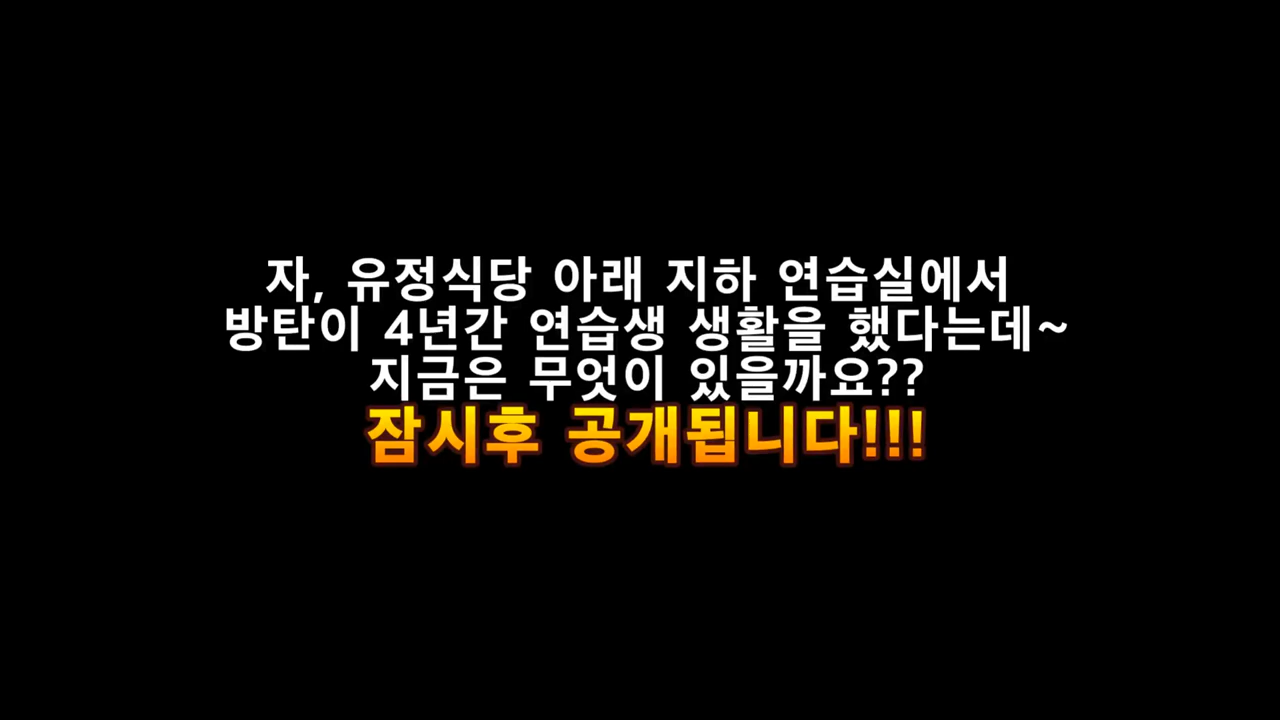 자, 유정식당 아래 지하 연습실에서
방탄이 4년간 연습생 생활을 했다는데~
지금은 무엇이 있을까요??
잠시후 공개됩니다!!!